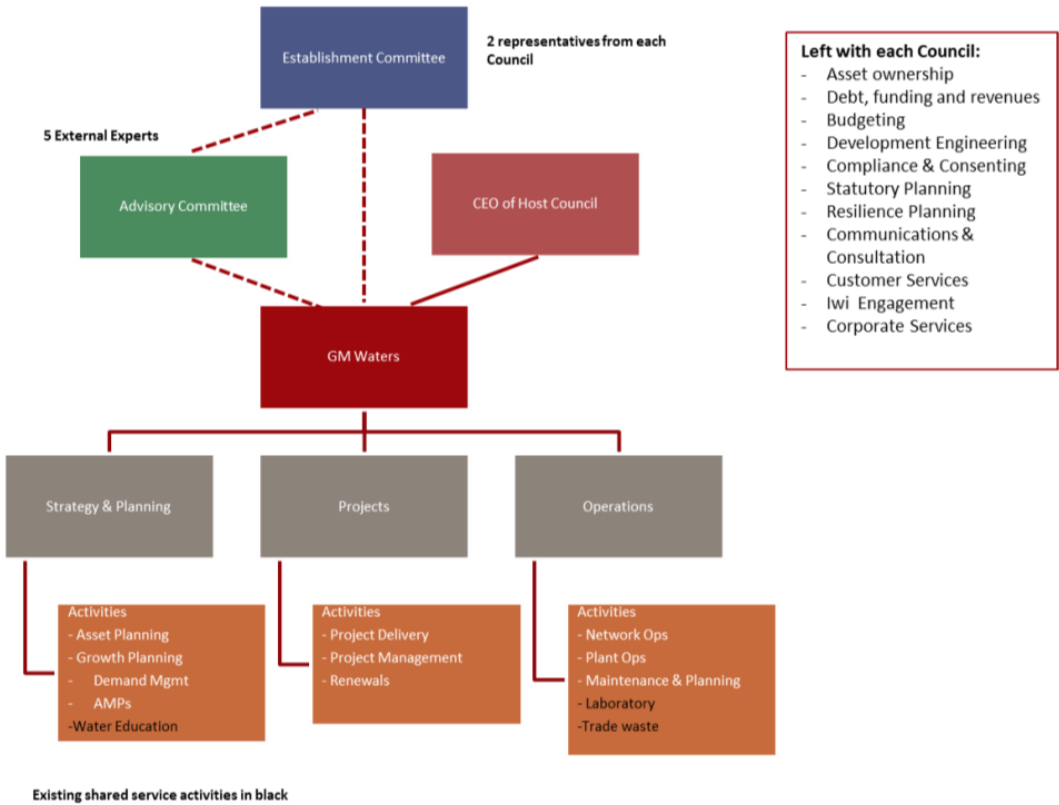 Establishment Committee
2 representatives from each
Council
5 External Experts
Advisory Committee
CEO of Host Council
GM Waters
Left with each Council:
- Asset ownership
- Debt, funding and revenues
- Budgeting
- Development Engineering
- Compliance & Consenting
- Statutory Planning
- Resilience Planning
- Communications &
Consultation
- Customer Services
- Iwi Engagement
- Corporate Services
Strategy & Planning
Projects
Operations
Activities
- Asset Planning
- Growth Planning
- Demand Mgmt
- AMPs
-Water Education
Activities
- Project Delivery
- Project Management
- Renewals
Activities
- Network Ops
- Plant Ops
- Maintenance & Planning
- Laboratory
-Trade waste
Existing shared service activities in black